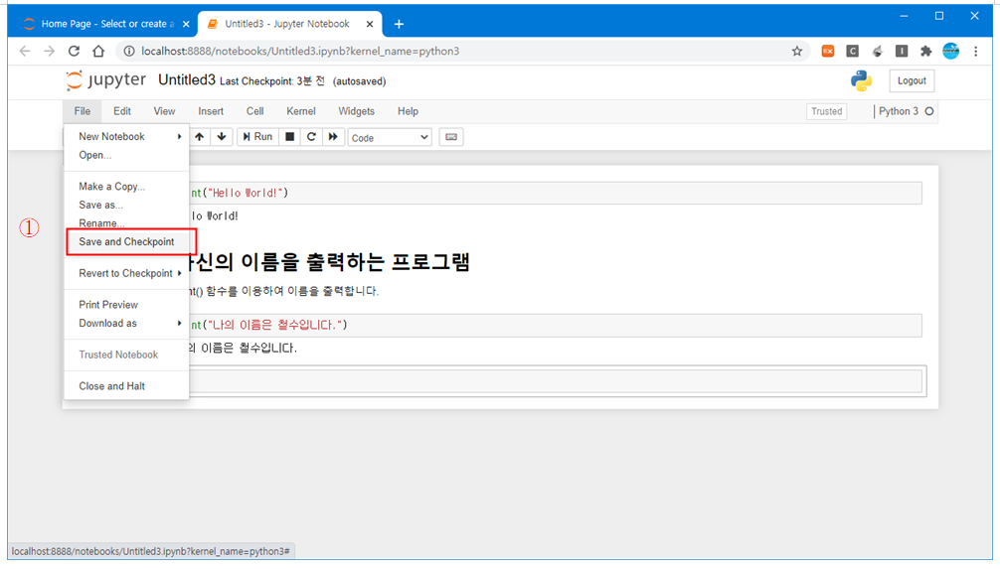 Home Page - Select or create a
Untitled3 - Jupyter Notebook
localhost:8888/notebooks/Untitled3.ipynb?kernel_name=python3
jupyter Untitled3 Last Checkpoint: 3분 전 (autosaved)
Logout
File Edit View Insert Cell Kernel Widgets Help Trusted Python 3
Run Code
New Notebook
Open...
Make a Copy...
Save as...
Rename...
①
Save and Checkpoint
Revert to Checkpoint
Print Preview
Download as
Trusted Notebook
Close and Halt
nt("Hello World!")
lo World!
신의 이름을 출력하는 프로그램
nt() 함수를 이용하여 이름을 출력합니다.
nt("나의 이름은 철수입니다.")
이름은 철수입니다.
localhost:8888/notebooks/Untitled3.ipynb?kernel_name=python3#